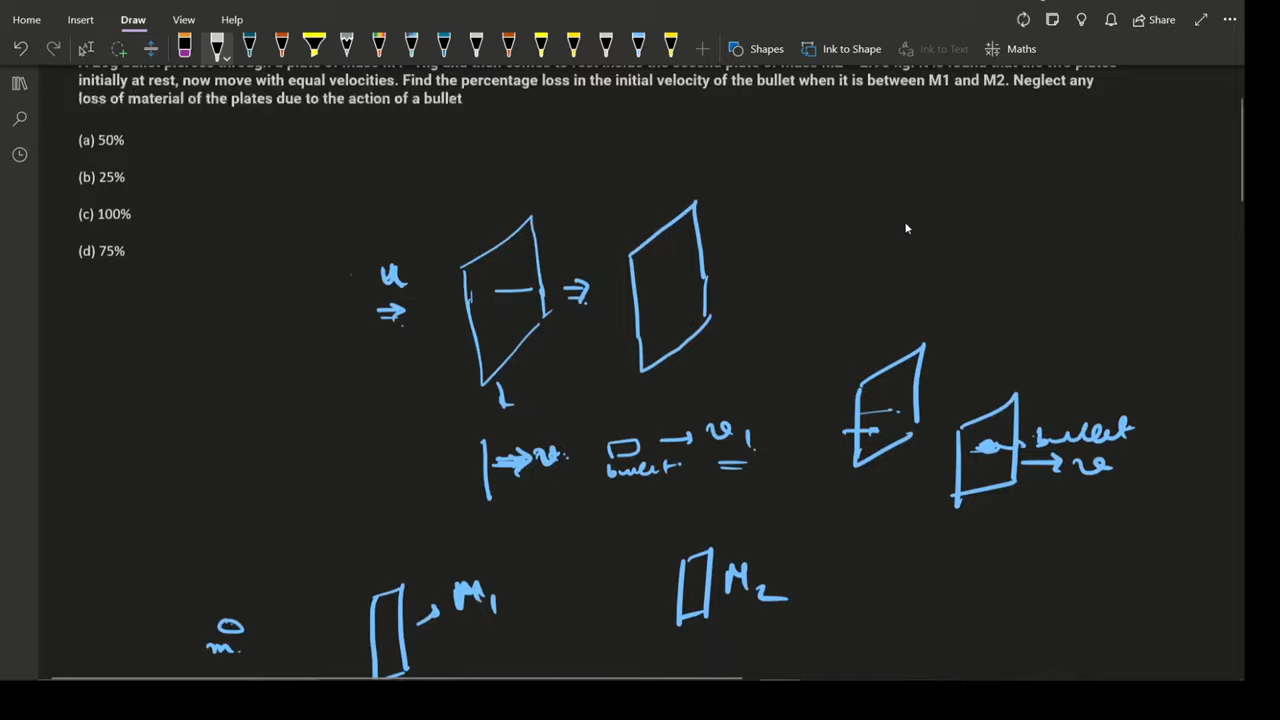 Home Insert Draw View Help
Share
Shapes Ink to Shape Ink to Text Maths
initially at rest, now move with equal velocities. Find the percentage loss in the initial velocity of the bullet when it is between M1 and M2. Neglect any
loss of material of the plates due to the action of a bullet
(a) 50%
(b) 25%
(c) 100%
(d) 75%
u
v
v1
bullet.
bullet
v
M1
M2
m.